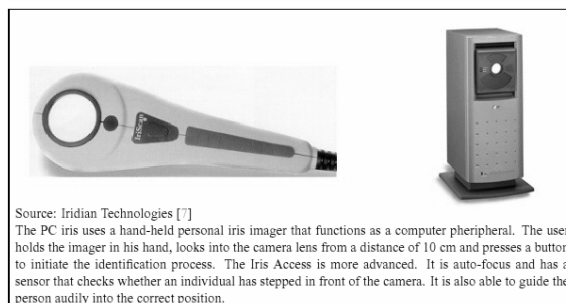 IriScan
Source: Iridian Technologies [7]
The PC iris uses a hand-held personal iris imager that functions as a computer pheripheral. The user
holds the imager in his hand, looks into the camera lens from a distance of 10 cm and presses a button
to initiate the identification process. The Iris Access is more advanced. It is auto-focus and has a
sensor that checks whether an individual has stepped in front of the camera. It is also able to guide the
person audily into the correct position.